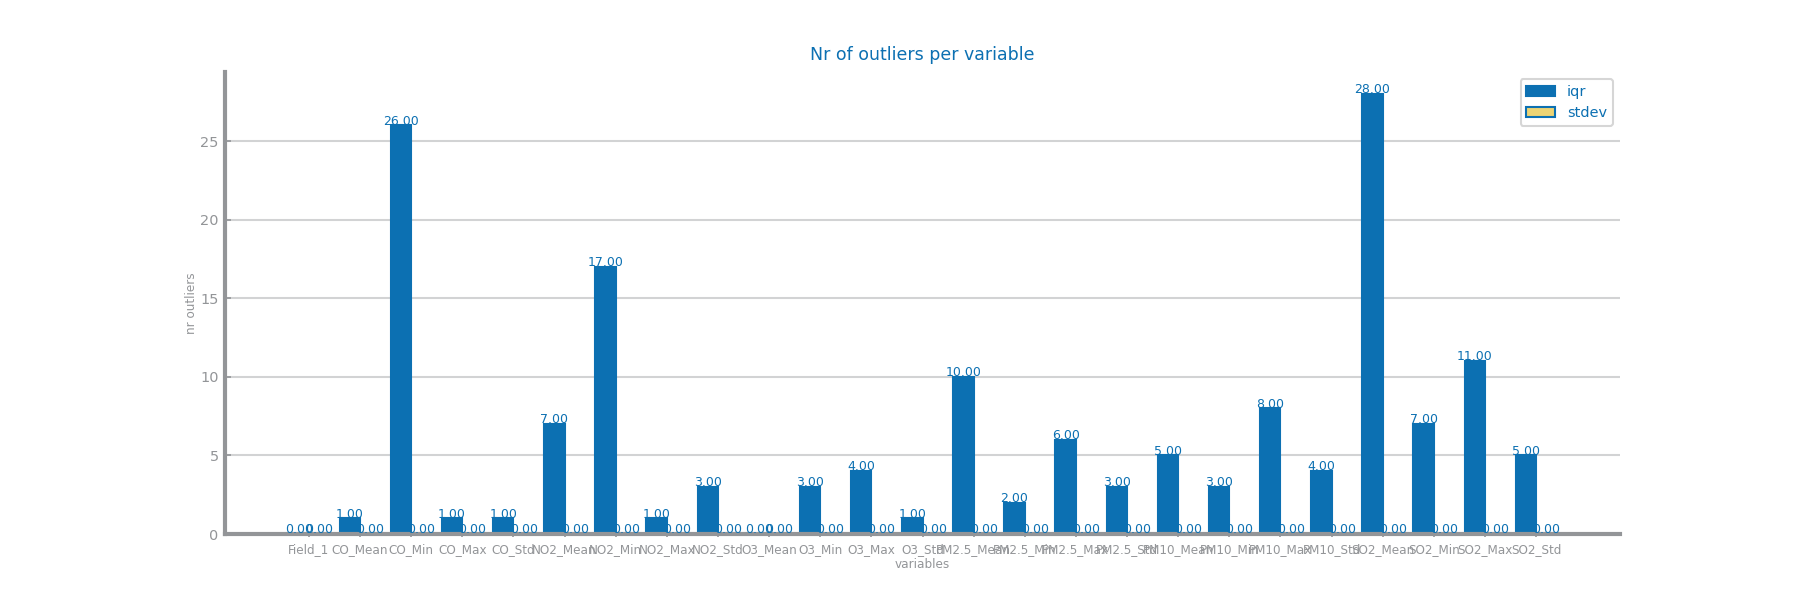 Nr of outliers per variable
iqr
stdev
nr outliers
25
20
15
10
5
0
28.00
26.00
17.00
11.00
10.00
8.00
7.00 7.00
6.00
5.00 5.00
4.00 4.00
3.00 3.00 3.00 3.00
2.00
1.00 1.00 1.00 1.00 1.00
0.00 0.00 0.00 0.00 0.00 0.00 0.00 0.00 0.00 0.00 0.00 0.00 0.00 0.00 0.00 0.00 0.00 0.00 0.00 0.00 0.00 0.00 0.00 0.00 0.00 0.00 0.00
Field_1 CO_Mean CO_Min CO_Max CO_Std NO2_Mean NO2_Min NO2_Max NO2_Std O3_Mean O3_Min O3_Max O3_Std PM2.5_Mean PM2.5_Min PM2.5_Max PM2.5_Std PM10_Mean PM10_Min PM10_Max PM10_Std SO2_Mean SO2_Min SO2_Max SO2_Std
variables